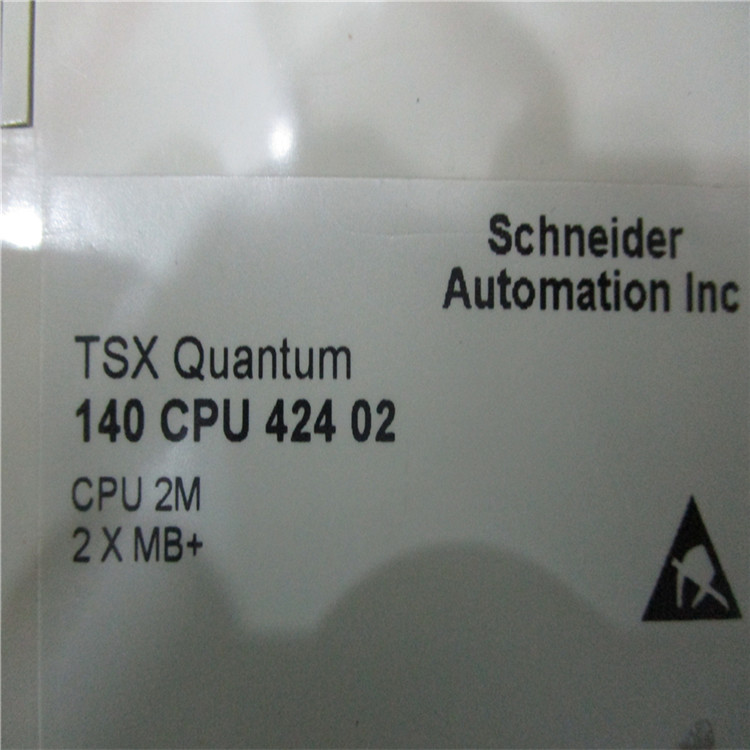 Schneider
Automation Inc
TSX Quantum
140 CPU 424 02
CPU 2M
2 X MB+